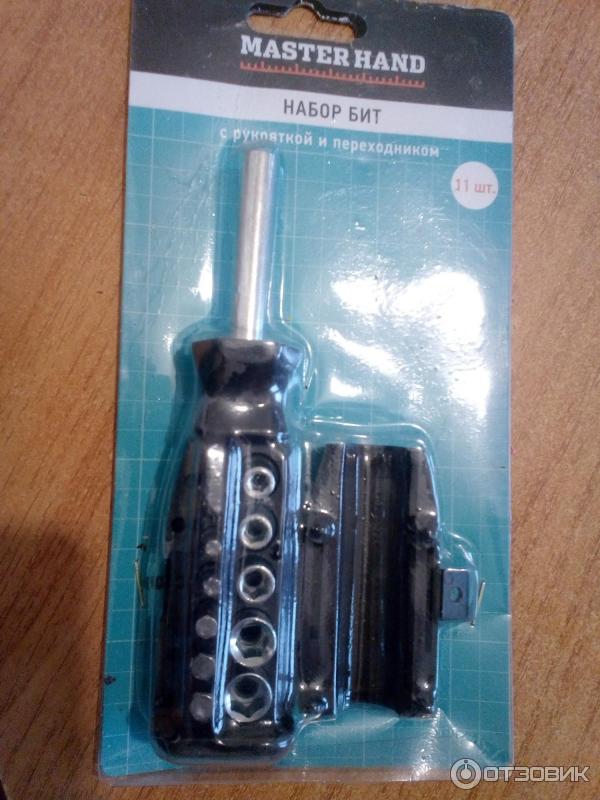 MASTER HAND
НАБОР БИТ
с рукояткой и переходником
11 шт.
ОТЗОВИК